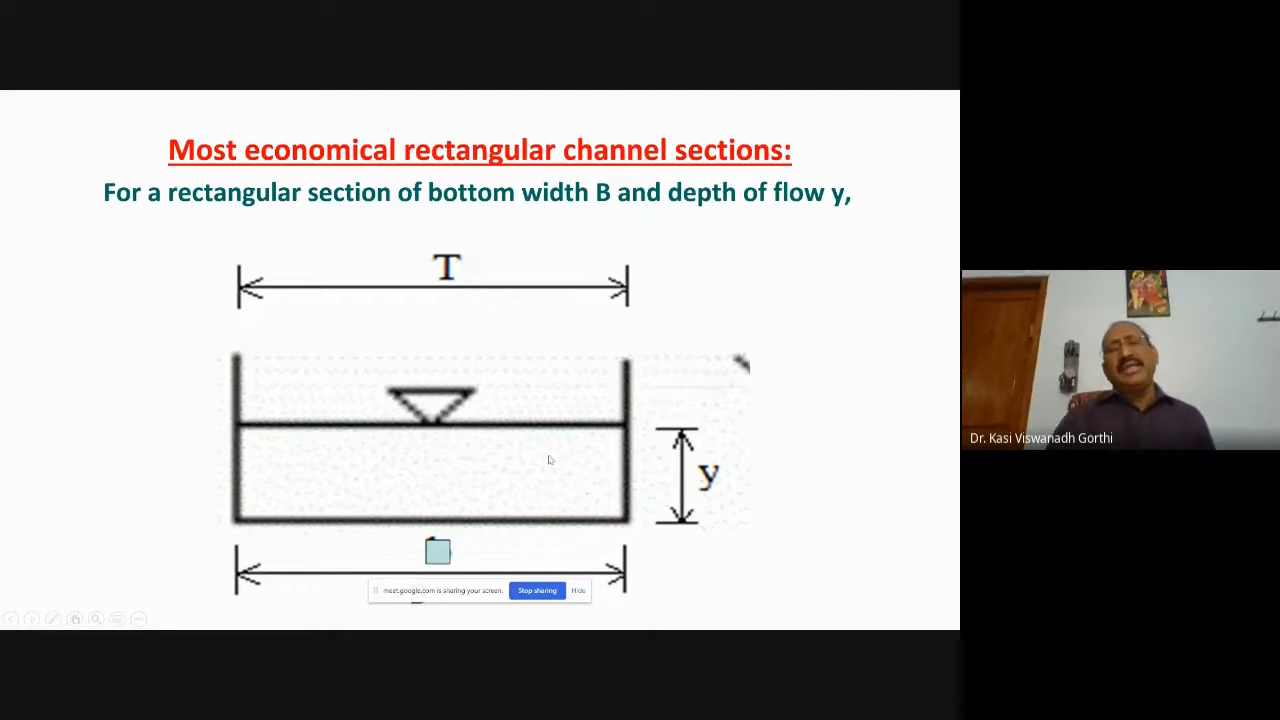 Most economical rectangular channel sections:
For a rectangular section of bottom width B and depth of flow y,
T
y
meet.google.com is sharing your screen. Stop sharing Hide
Dr. Kasi Viswanadh Gorthi